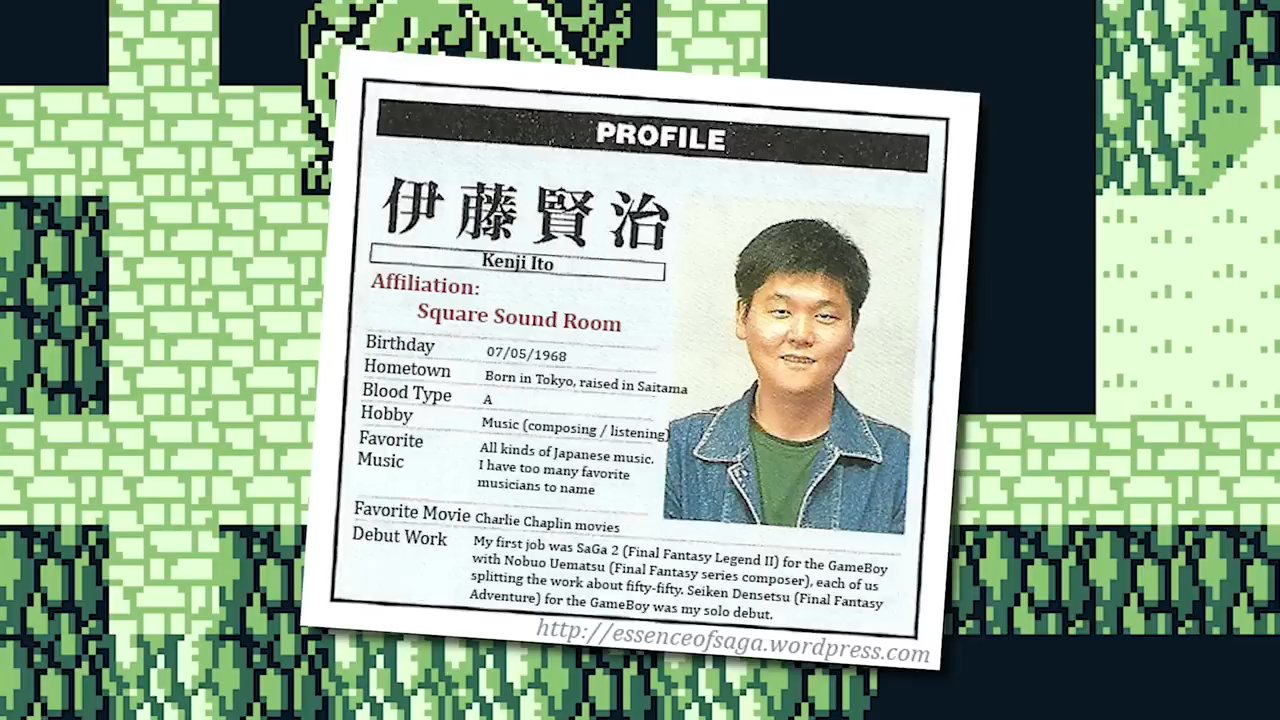 PROFILE
伊藤賢治
Kenji Ito
Affiliation:
Square Sound Room
Birthday 07/05/1968
Hometown Born in Tokyo, raised in Saitama
Blood Type A
Hobby Music (composing / listening)
Favorite Music All kinds of Japanese music.
I have too many favorite
musicians to name
Favorite Movie Charlie Chaplin movies
Debut Work My first job was SaGa 2 (Final Fantasy Legend II) for the GameBoy
with Nobuo Uematsu (Final Fantasy series composer), each of us
splitting the work about fifty-fifty. Seiken Densetsu (Final Fantasy
Adventure) for the GameBoy was my solo debut.
http://essenceofsaga.wordpress.com